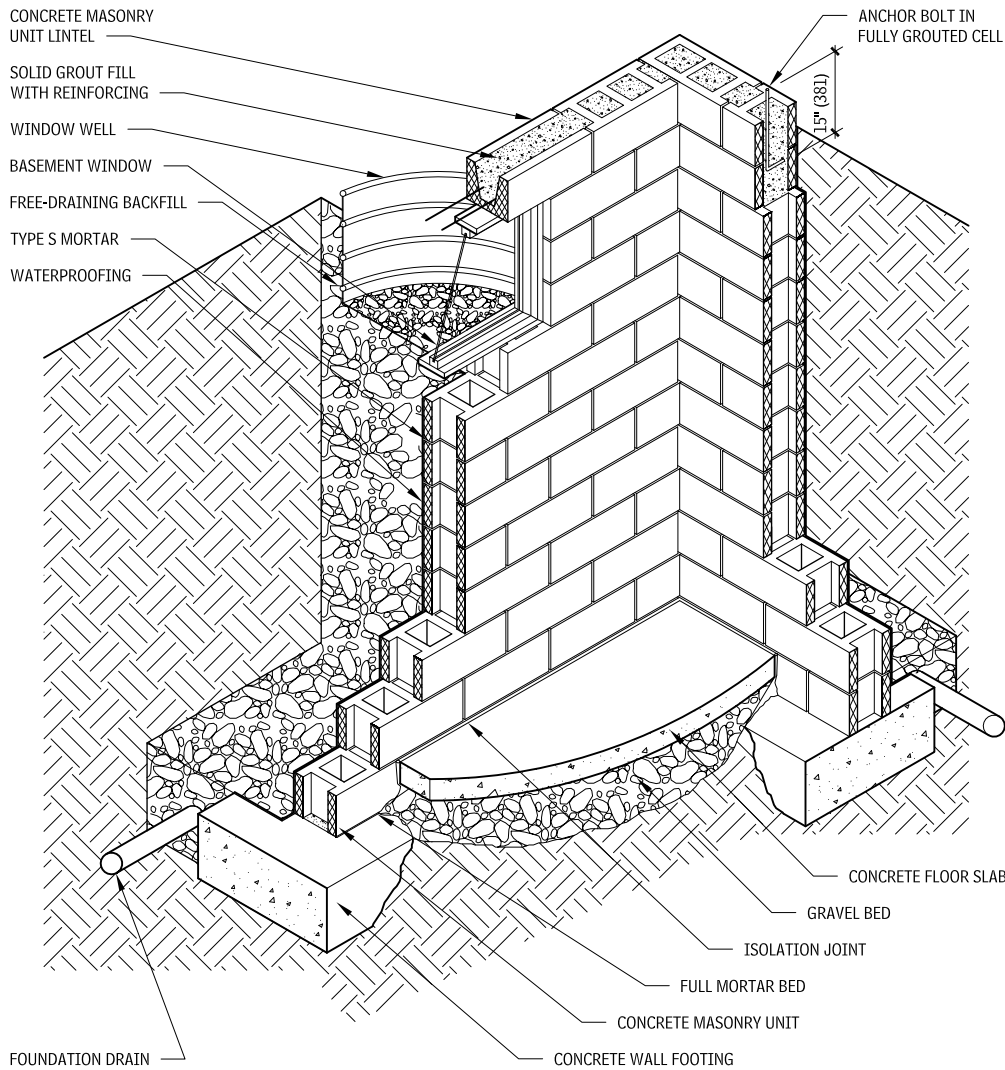 CONCRETE MASONRY
UNIT LINTEL
SOLID GROUT FILL
WITH REINFORCING
WINDOW WELL
BASEMENT WINDOW
FREE-DRAINING BACKFILL
TYPE S MORTAR
WATERPROOFING
ANCHOR BOLT IN
FULLY GROUTED CELL
15" (381)
CONCRETE FLOOR SLAB
GRAVEL BED
ISOLATION JOINT
FULL MORTAR BED
CONCRETE MASONRY UNIT
CONCRETE WALL FOOTING
FOUNDATION DRAIN